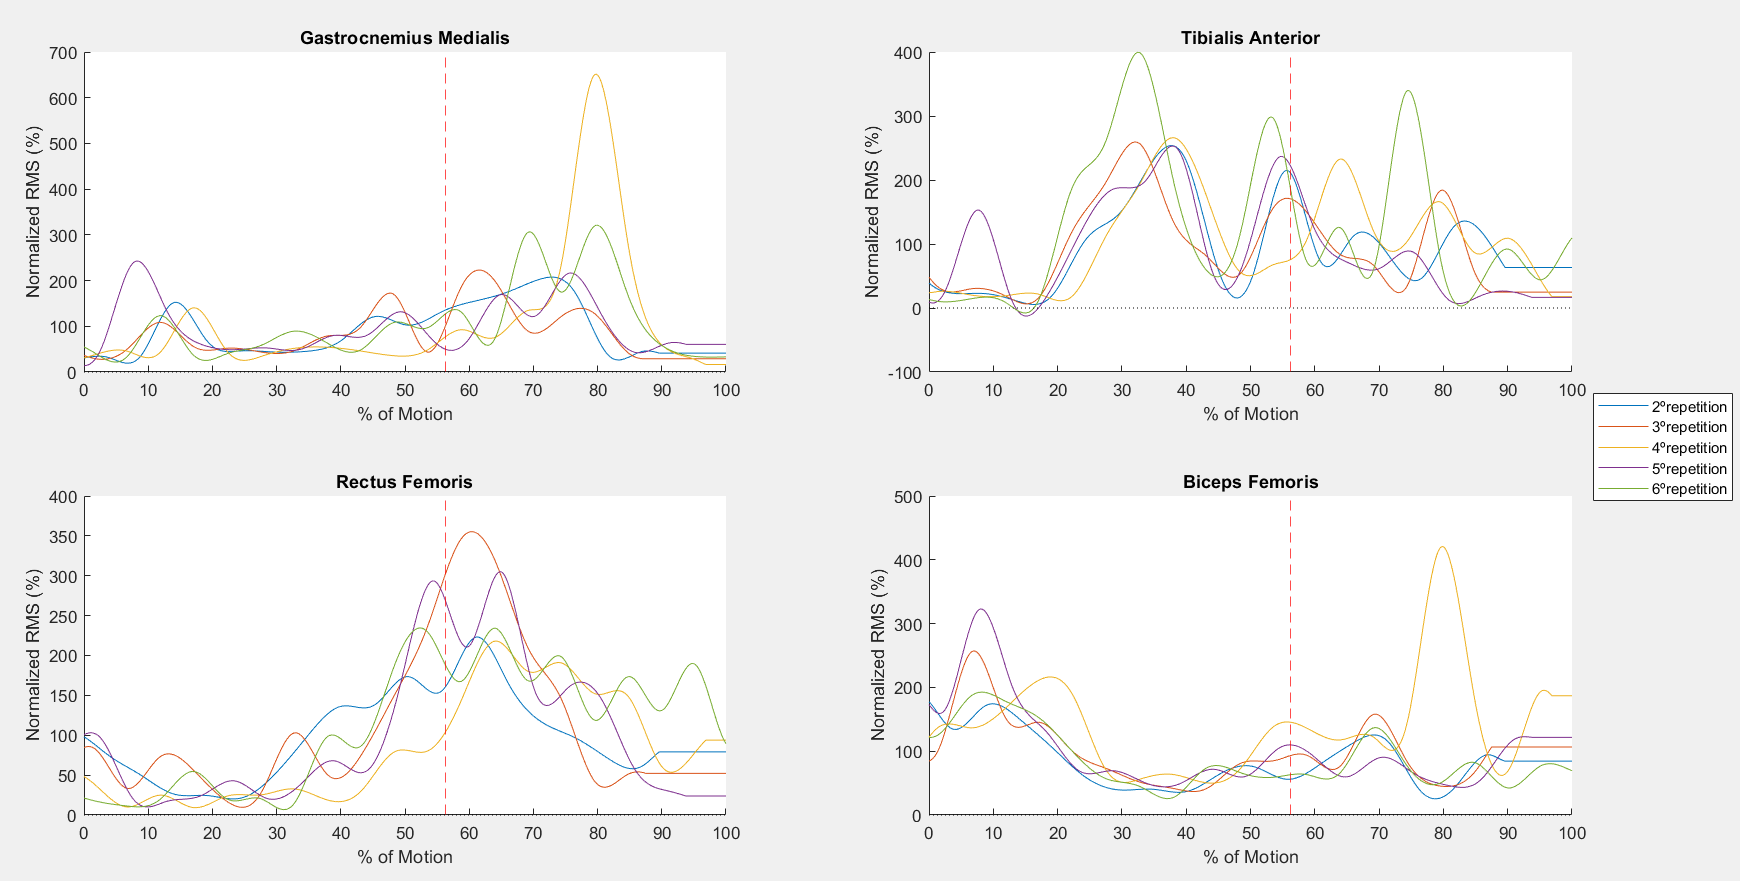 Gastrocnemius Medialis
Normalized RMS (%)
700
600
500
400
300
200
100
0
0 10 20 30 40 50 60 70 80 90 100
% of Motion
Tibialis Anterior
Normalized RMS (%)
400
300
200
100
0
-100
0 10 20 30 40 50 60 70 80 90 100
% of Motion
2ºrepetition
3ºrepetition
4ºrepetition
5ºrepetition
6ºrepetition
Rectus Femoris
Normalized RMS (%)
400
350
300
250
200
150
100
50
0
0 10 20 30 40 50 60 70 80 90 100
% of Motion
Biceps Femoris
Normalized RMS (%)
500
400
300
200
100
0
0 10 20 30 40 50 60 70 80 90 100
% of Motion